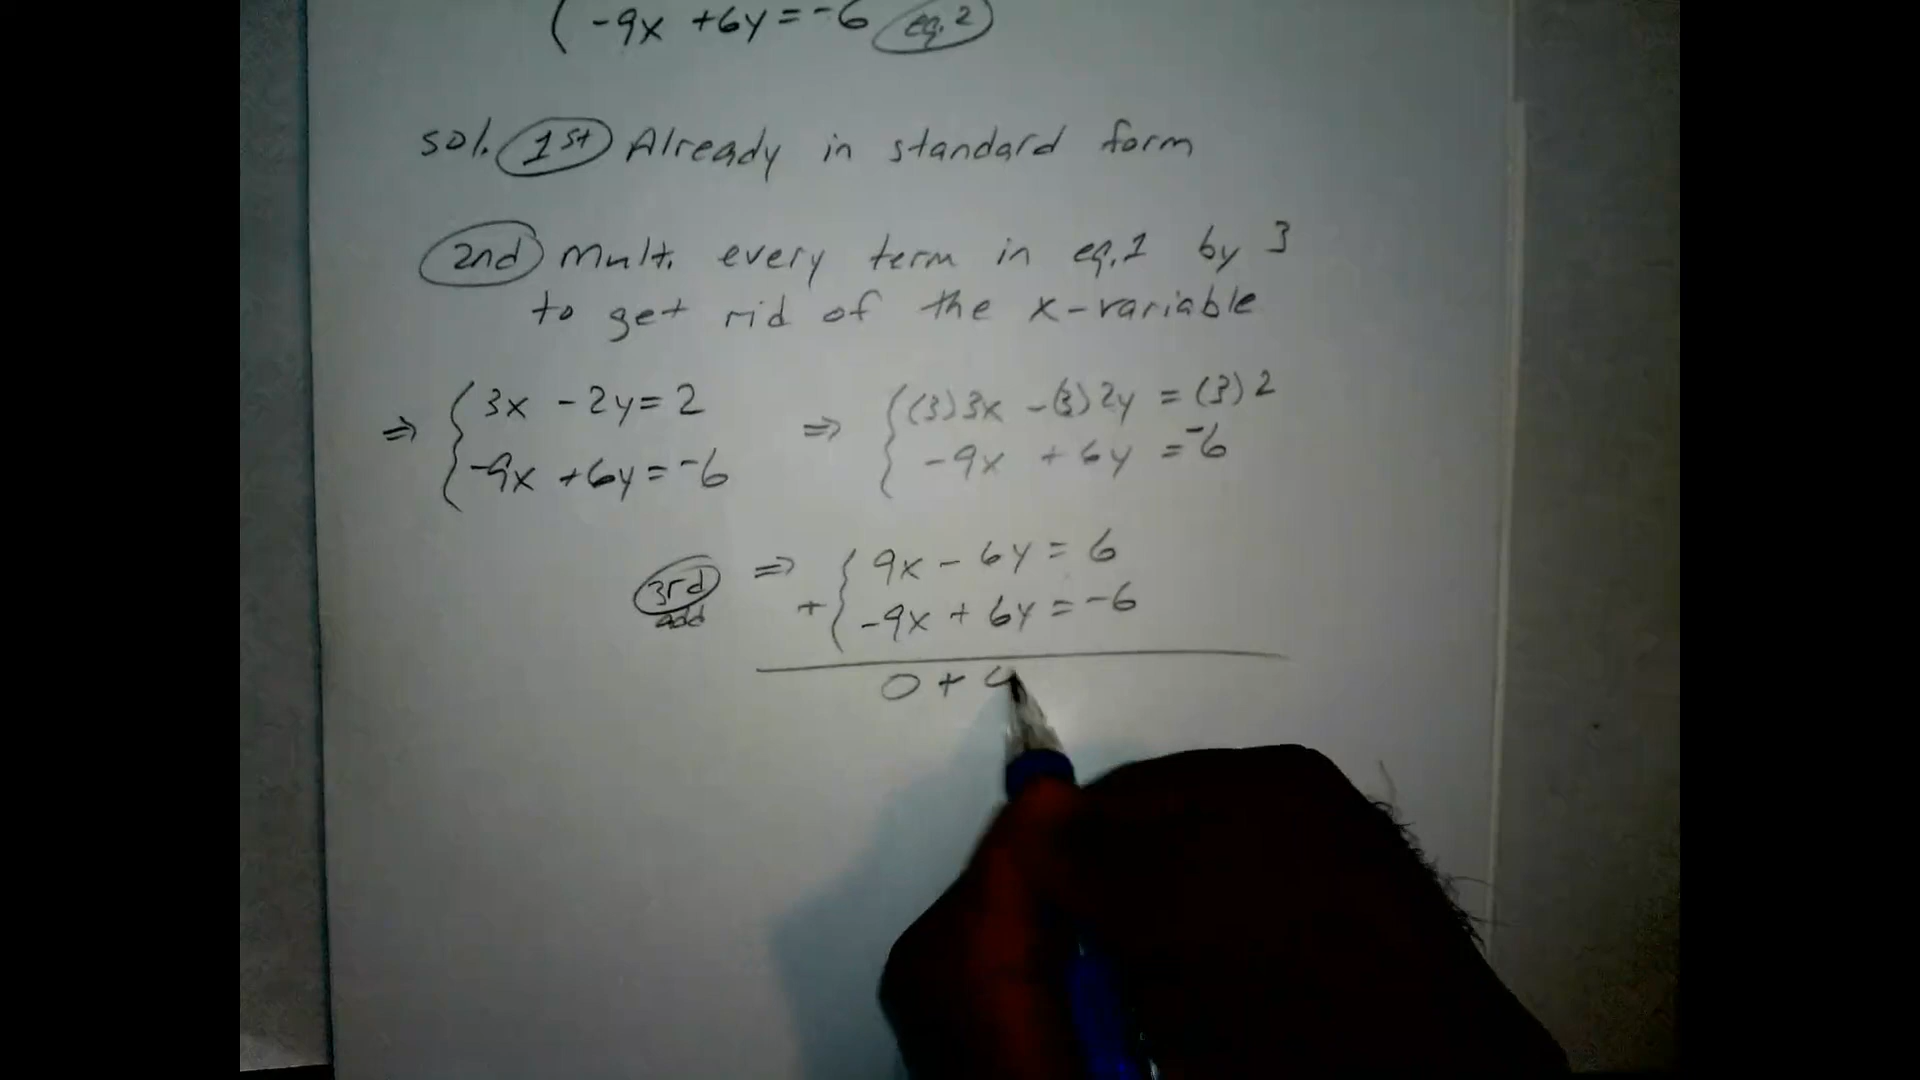 -9x +6y = -6 eq.2
sol. 1st Already in standard form
2nd Mult. every term in eq.1 by 3
to get rid of the x-variable
⇒ { 3x - 2y = 2 ⇒ { (3)3x - (3)2y = (3)2
-9x + 6y = -6 -9x + 6y = -6
3rd ⇒ { 9x - 6y = 6
add + -9x + 6y = -6
0 +